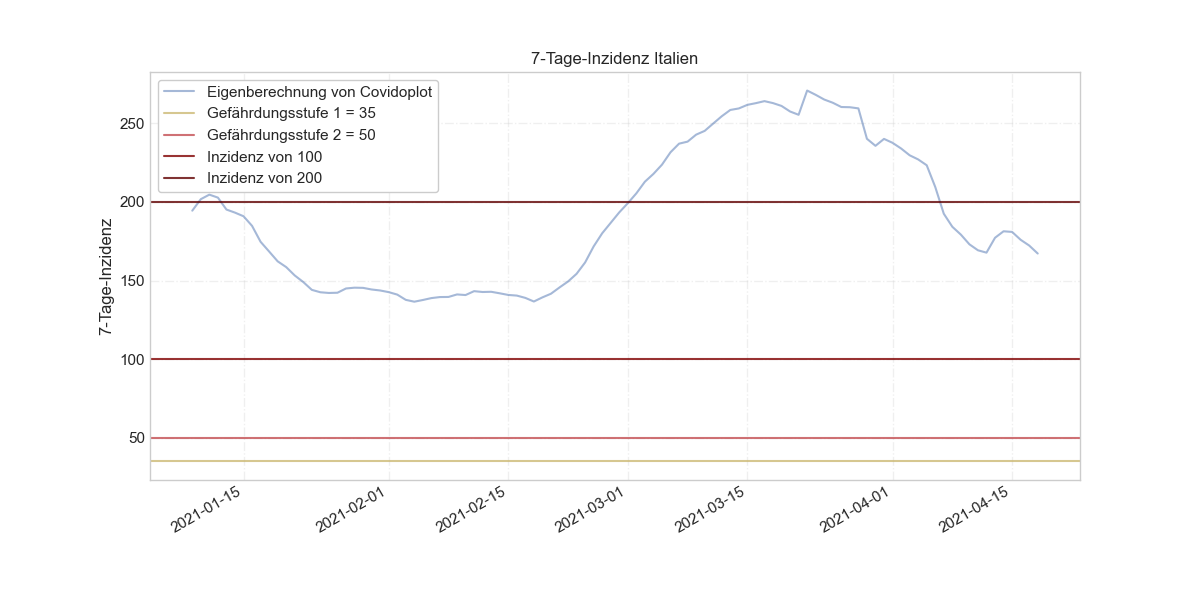 7-Tage-Inzidenz Italien
Eigenberechnung von Covidoplot
Gefährdungsstufe 1 = 35
Gefährdungsstufe 2 = 50
Inzidenz von 100
Inzidenz von 200
7-Tage-Inzidenz
250
200
150
100
50
2021-01-15
2021-02-01
2021-02-15
2021-03-01
2021-03-15
2021-04-01
2021-04-15